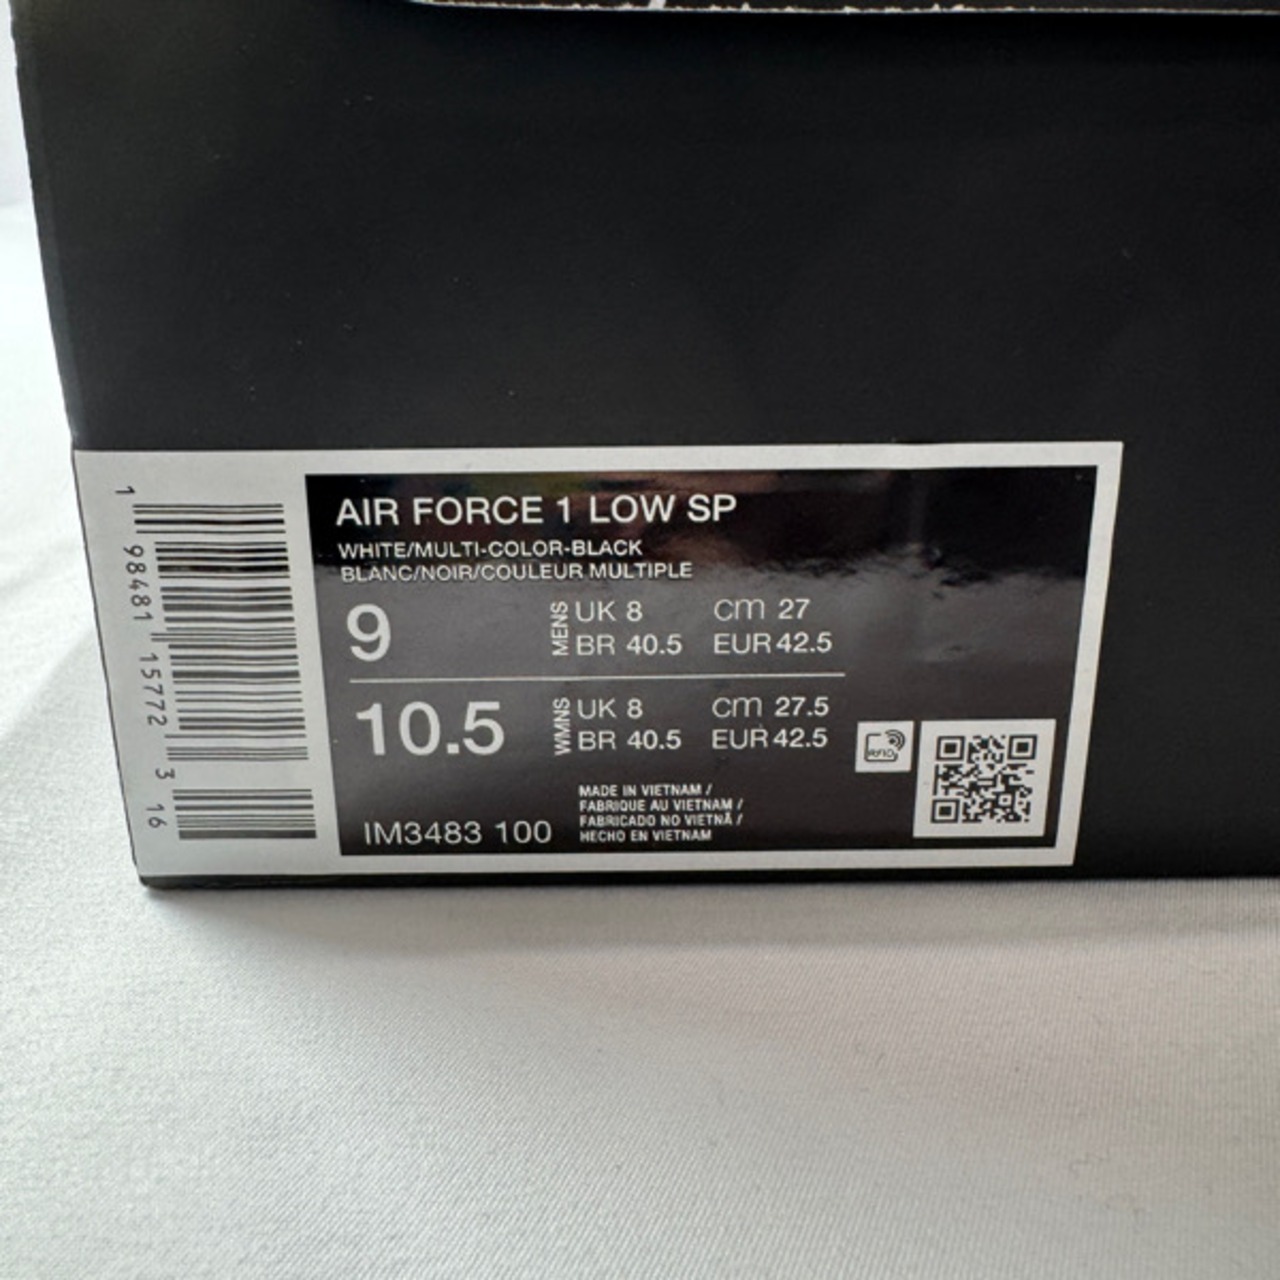 AIR FORCE 1 LOW SP
WHITE/MULTI-COLOR-BLACK
BLANC/NOIR/COULEUR MULTIPLE
9 MENS UK 8 cm 27
BR 40.5 EUR 42.5
10.5 WMNS UK 8 cm 27.5
BR 40.5 EUR 42.5
RFID
MADE IN VIETNAM /
FABRIQUE AU VIETNAM /
FABRICADO NO VIETNÃ /
HECHO EN VIETNAM
IM3483 100
1 98481 15772 3 16